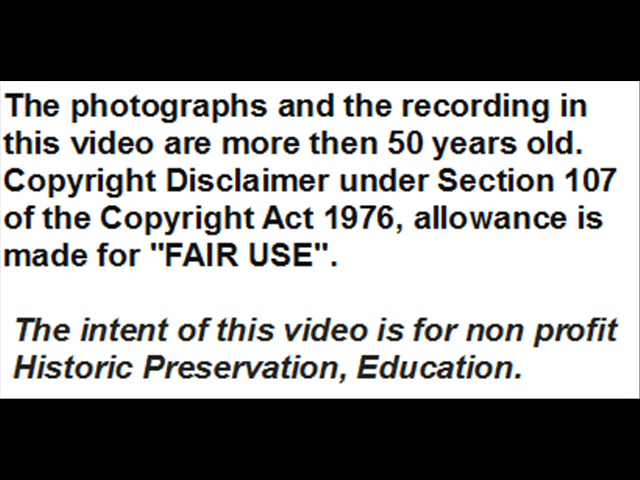 The photographs and the recording in
this video are more then 50 years old.
Copyright Disclaimer under Section 107
of the Copyright Act 1976, allowance is
made for "FAIR USE".
The intent of this video is for non profit
Historic Preservation, Education.